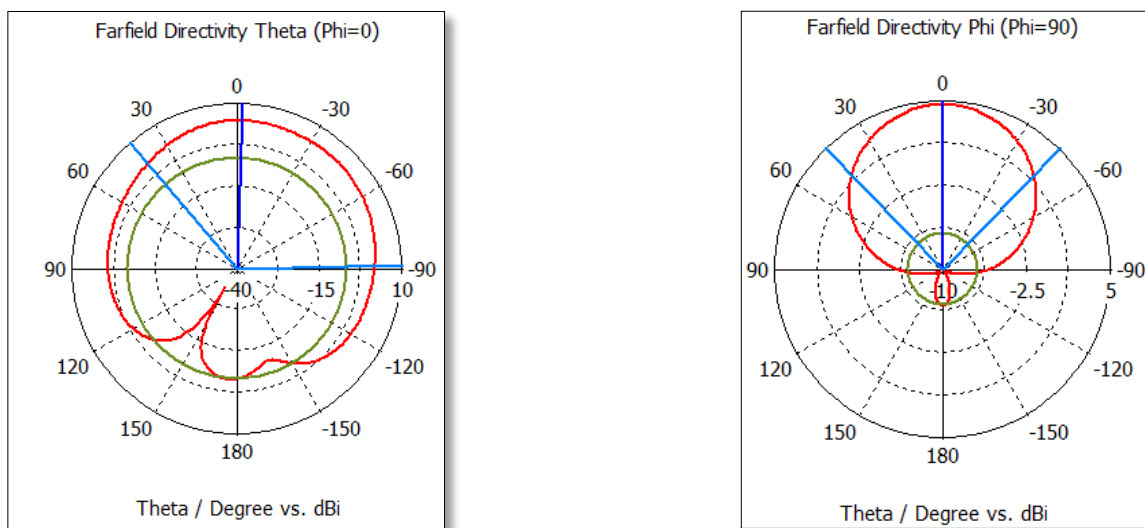 Farfield Directivity Theta (Phi=0)
0
30 -30
60 -60
90 -90
-40 -15 10
120 -120
150 -150
180
Theta / Degree vs. dBi
Farfield Directivity Phi (Phi=90)
0
30 -30
60 -60
90 -90
-10 -2.5 5
120 -120
150 -150
180
Theta / Degree vs. dBi